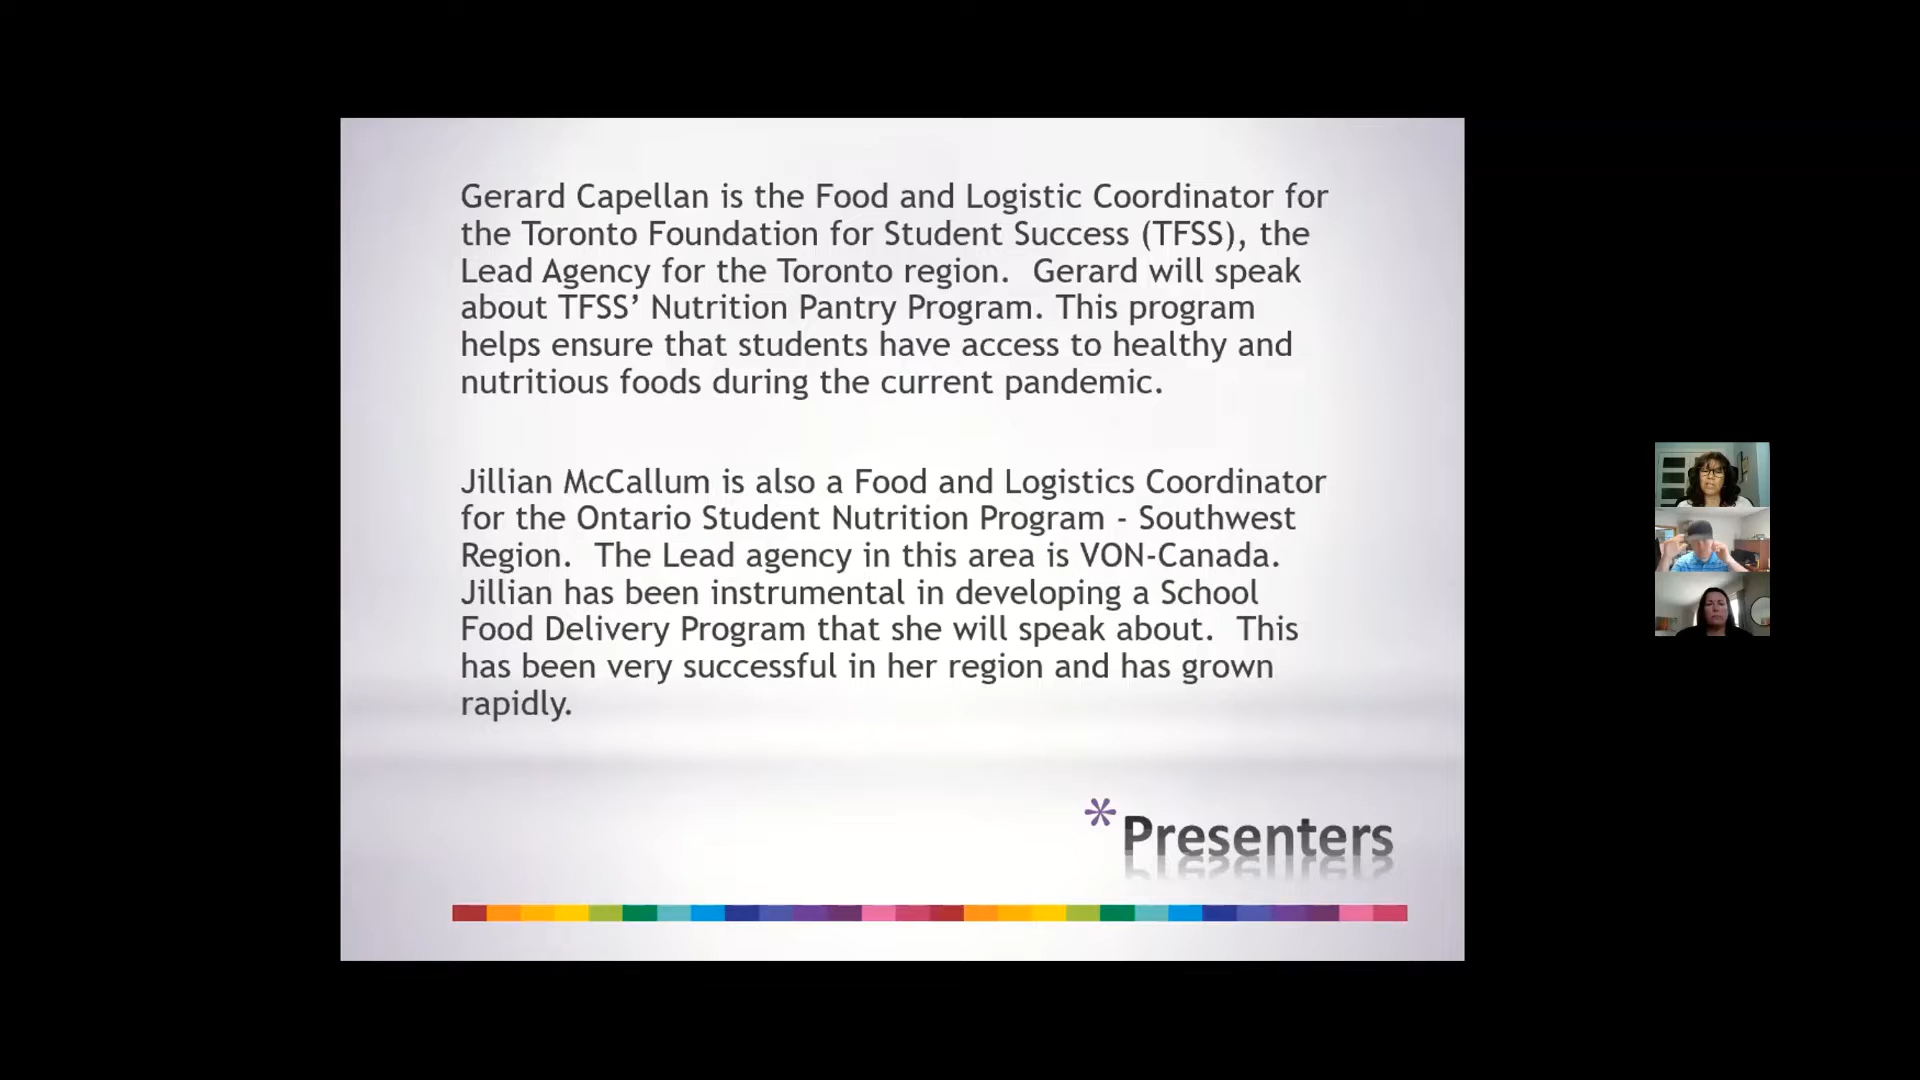 Gerard Capellan is the Food and Logistic Coordinator for
the Toronto Foundation for Student Success (TFSS), the
Lead Agency for the Toronto region.  Gerard will speak
about TFSS’ Nutrition Pantry Program. This program
helps ensure that students have access to healthy and
nutritious foods during the current pandemic.
Jillian McCallum is also a Food and Logistics Coordinator
for the Ontario Student Nutrition Program - Southwest
Region.  The Lead agency in this area is VON-Canada.
Jillian has been instrumental in developing a School
Food Delivery Program that she will speak about.  This
has been very successful in her region and has grown
rapidly.
*Presenters